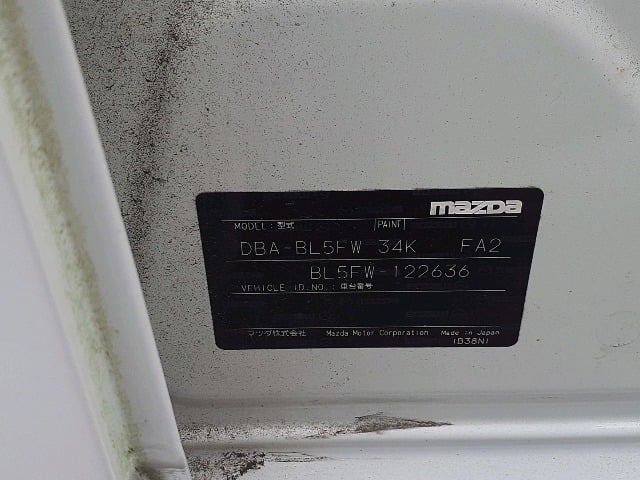 mazda
MODEL:型式 PAINT
DBA-BL5FW 34K FA2
BL5FW-122636
VEHICLE ID.NO.:車台番号
マツダ株式会社 Mazda Motor Corporation Made in Japan
(B38N)